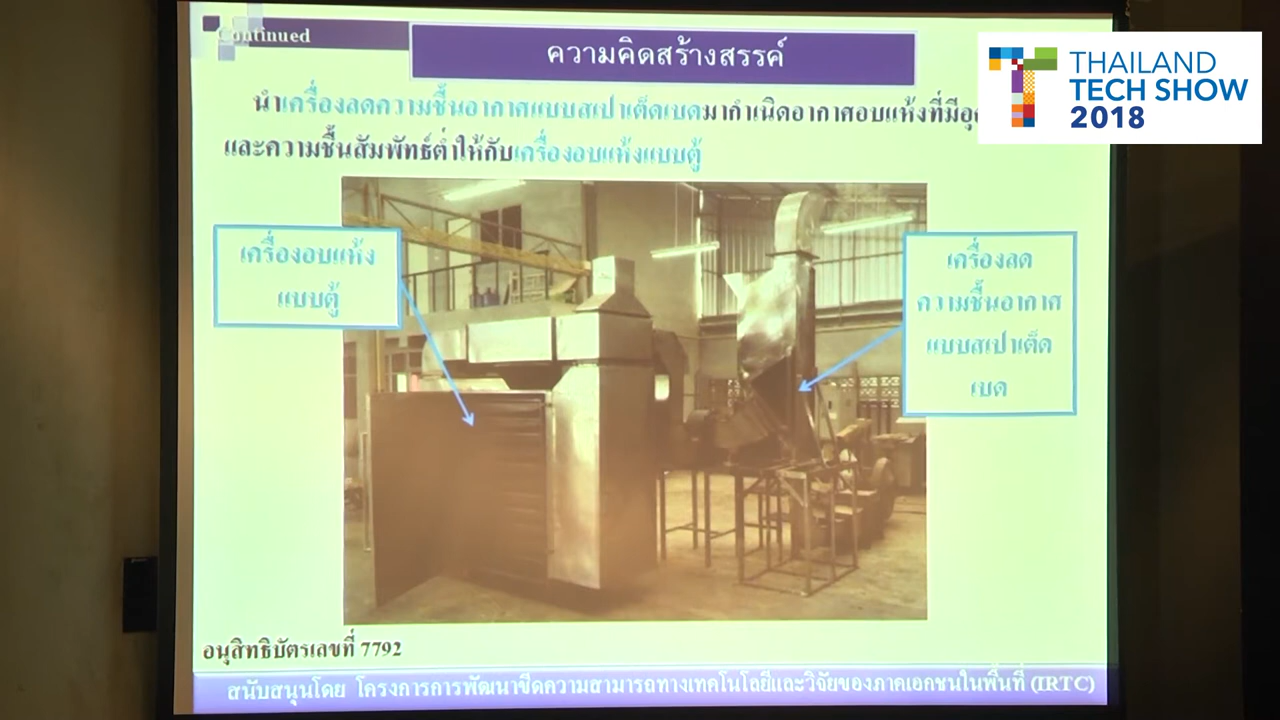 Continued
ความคิดสร้างสรรค์
THAILAND
TECH SHOW
2018
นำเครื่องลดความชื้นอากาศแบบสเปาเต็ดเบดมากำเนิดอากาศอบแห้งที่มี
และความชื้นสัมพัทธ์ต่ำให้กับเครื่องอบแห้งแบบตู้
เครื่องอบแห้ง
แบบตู้
เครื่องลด
ความชื้นอากาศ
แบบสเปาเต็ด
เบด
อนุสิทธิบัตรเลขที่ 7792
สนับสนุนโดย โครงการการพัฒนาขีดความสามารถทางเทคโนโลยีและวิจัยของภาคเอกชนในพื้นที่ (IRTC)